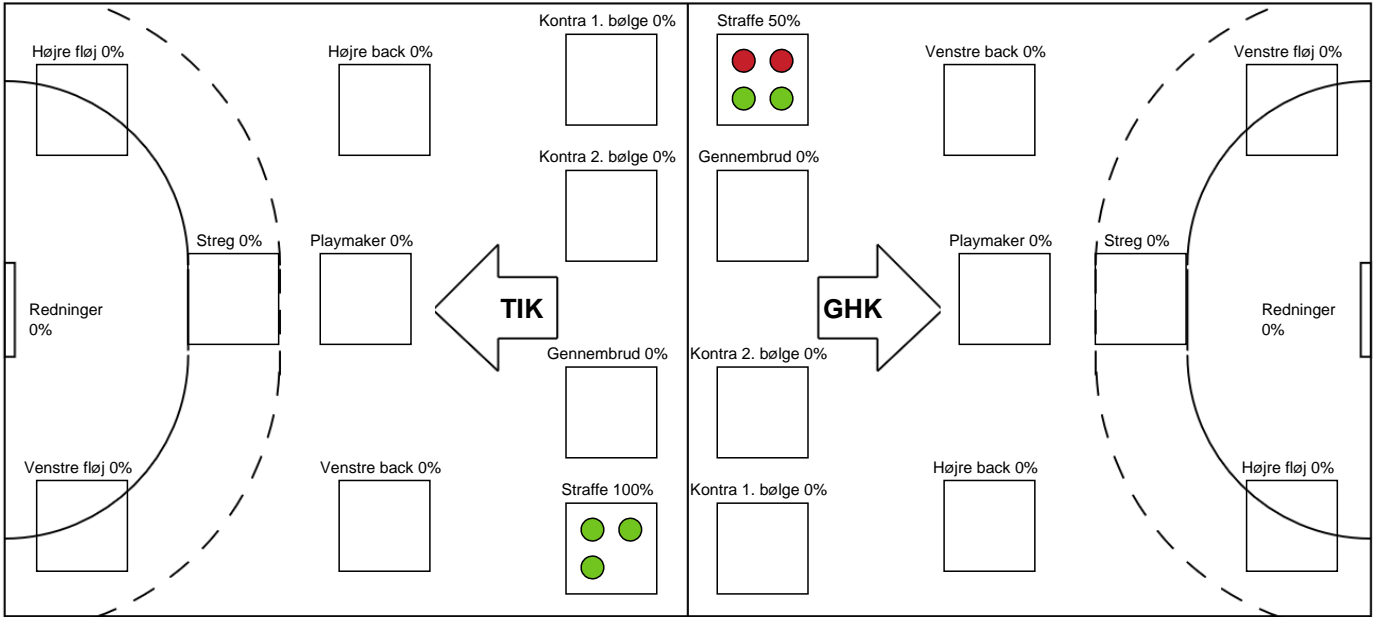 Kontra 1. bølge 0%
Straffe 50%
Højre fløj 0%
Højre back 0%
Venstre back 0%
Venstre fløj 0%
Kontra 2. bølge 0%
Gennembrud 0%
Streg 0%
Playmaker 0%
Playmaker 0%
Streg 0%
Redninger
0%
TIK
GHK
Redninger
0%
Gennembrud 0%
Kontra 2. bølge 0%
Venstre fløj 0%
Venstre back 0%
Højre back 0%
Højre fløj 0%
Straffe 100%
Kontra 1. bølge 0%